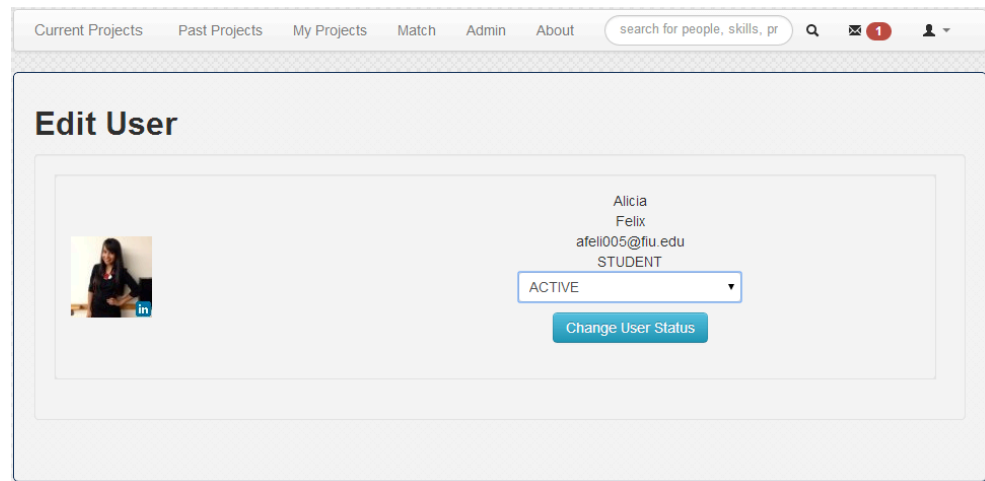 Current Projects Past Projects My Projects Match Admin About search for people, skills, pr 1
Edit User
Alicia
Felix
afeli005@fiu.edu
STUDENT
ACTIVE
in
Change User Status